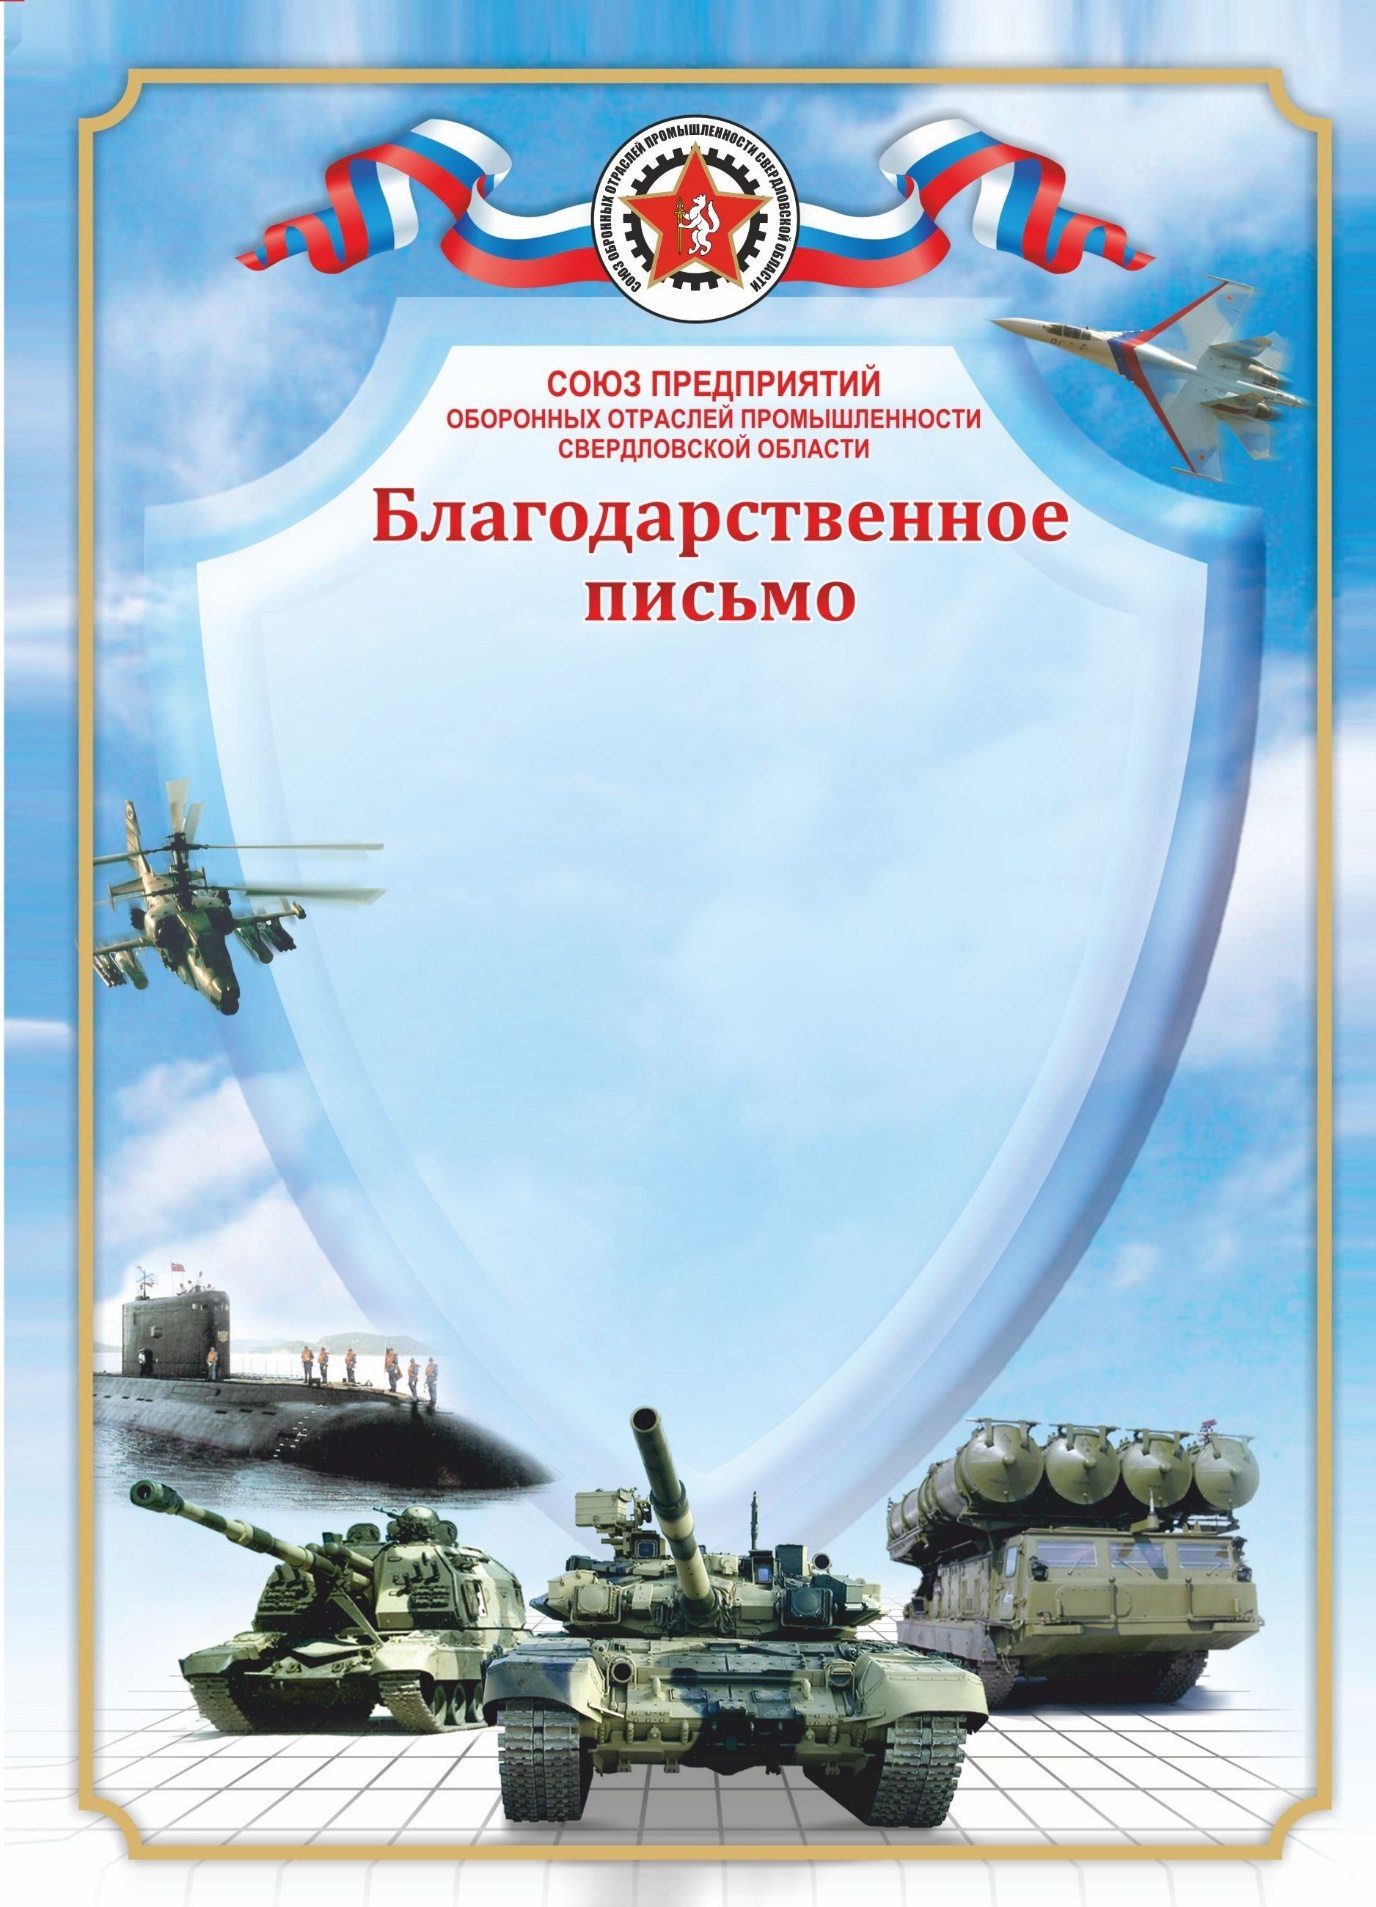 СОЮЗ ОБОРОННЫХ ОТРАСЛЕЙ ПРОМЫШЛЕННОСТИ СВЕРДЛОВСКОЙ ОБЛАСТИ
СОЮЗ ПРЕДПРИЯТИЙ
ОБОРОННЫХ ОТРАСЛЕЙ ПРОМЫШЛЕННОСТИ
СВЕРДЛОВСКОЙ ОБЛАСТИ
Благодарственное
письмо